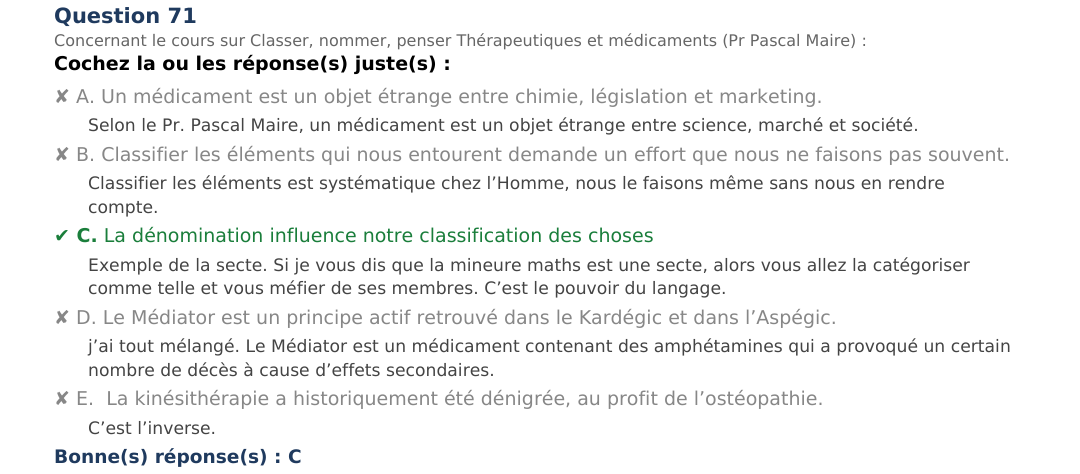 Question 71
Concernant le cours sur Classer, nommer, penser Thérapeutiques et médicaments (Pr Pascal Maire) :
Cochez la ou les réponse(s) juste(s) :
✘ A. Un médicament est un objet étrange entre chimie, législation et marketing.
Selon le Pr. Pascal Maire, un médicament est un objet étrange entre science, marché et société.
✘ B. Classifier les éléments qui nous entourent demande un effort que nous ne faisons pas souvent.
Classifier les éléments est systématique chez l’Homme, nous le faisons même sans nous en rendre
compte.
✔ C. La dénomination influence notre classification des choses
Exemple de la secte. Si je vous dis que la mineure maths est une secte, alors vous allez la catégoriser
comme telle et vous méfier de ses membres. C’est le pouvoir du langage.
✘ D. Le Médiator est un principe actif retrouvé dans le Kardégic et dans l’Aspégic.
j’ai tout mélangé. Le Médiator est un médicament contenant des amphétamines qui a provoqué un certain
nombre de décès à cause d’effets secondaires.
✘ E.  La kinésithérapie a historiquement été dénigrée, au profit de l’ostéopathie.
C’est l’inverse.
Bonne(s) réponse(s) : C